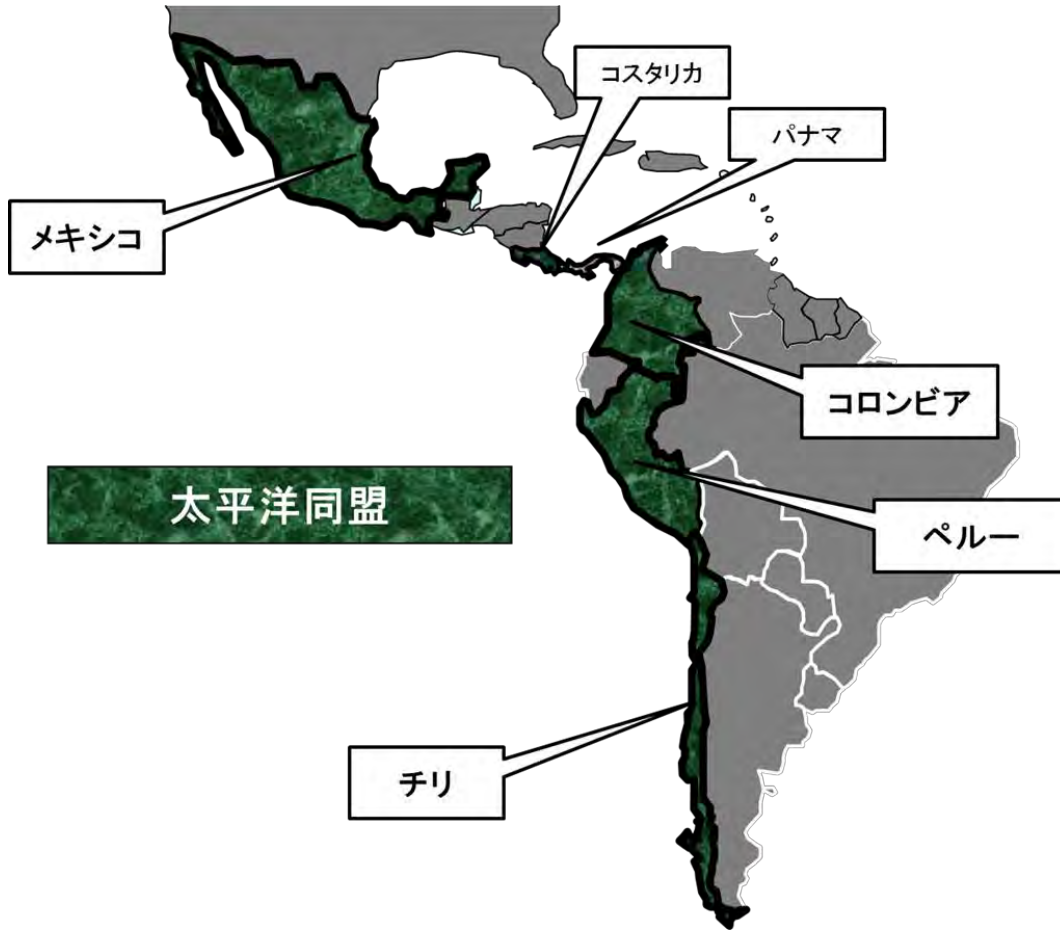 コスタリカ
パナマ
メキシコ
コロンビア
太平洋同盟
ペルー
チリ